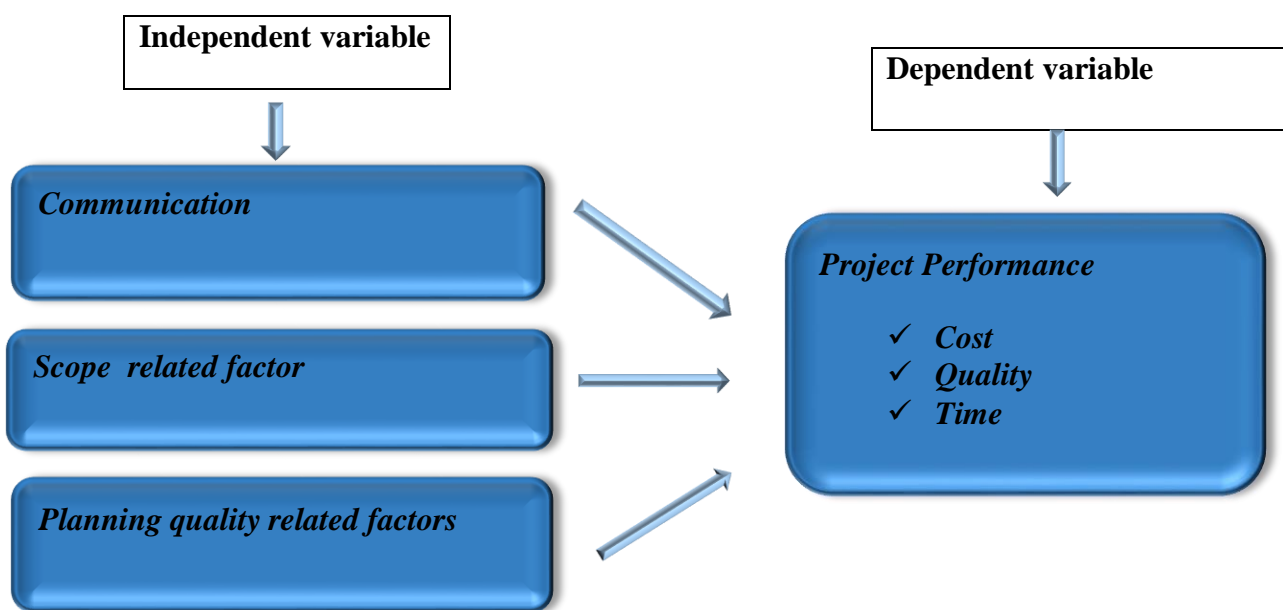 Independent variable
Dependent variable
Communication
Scope related factor
Planning quality related factors
Project Performance
✓ Cost
✓ Quality
✓ Time